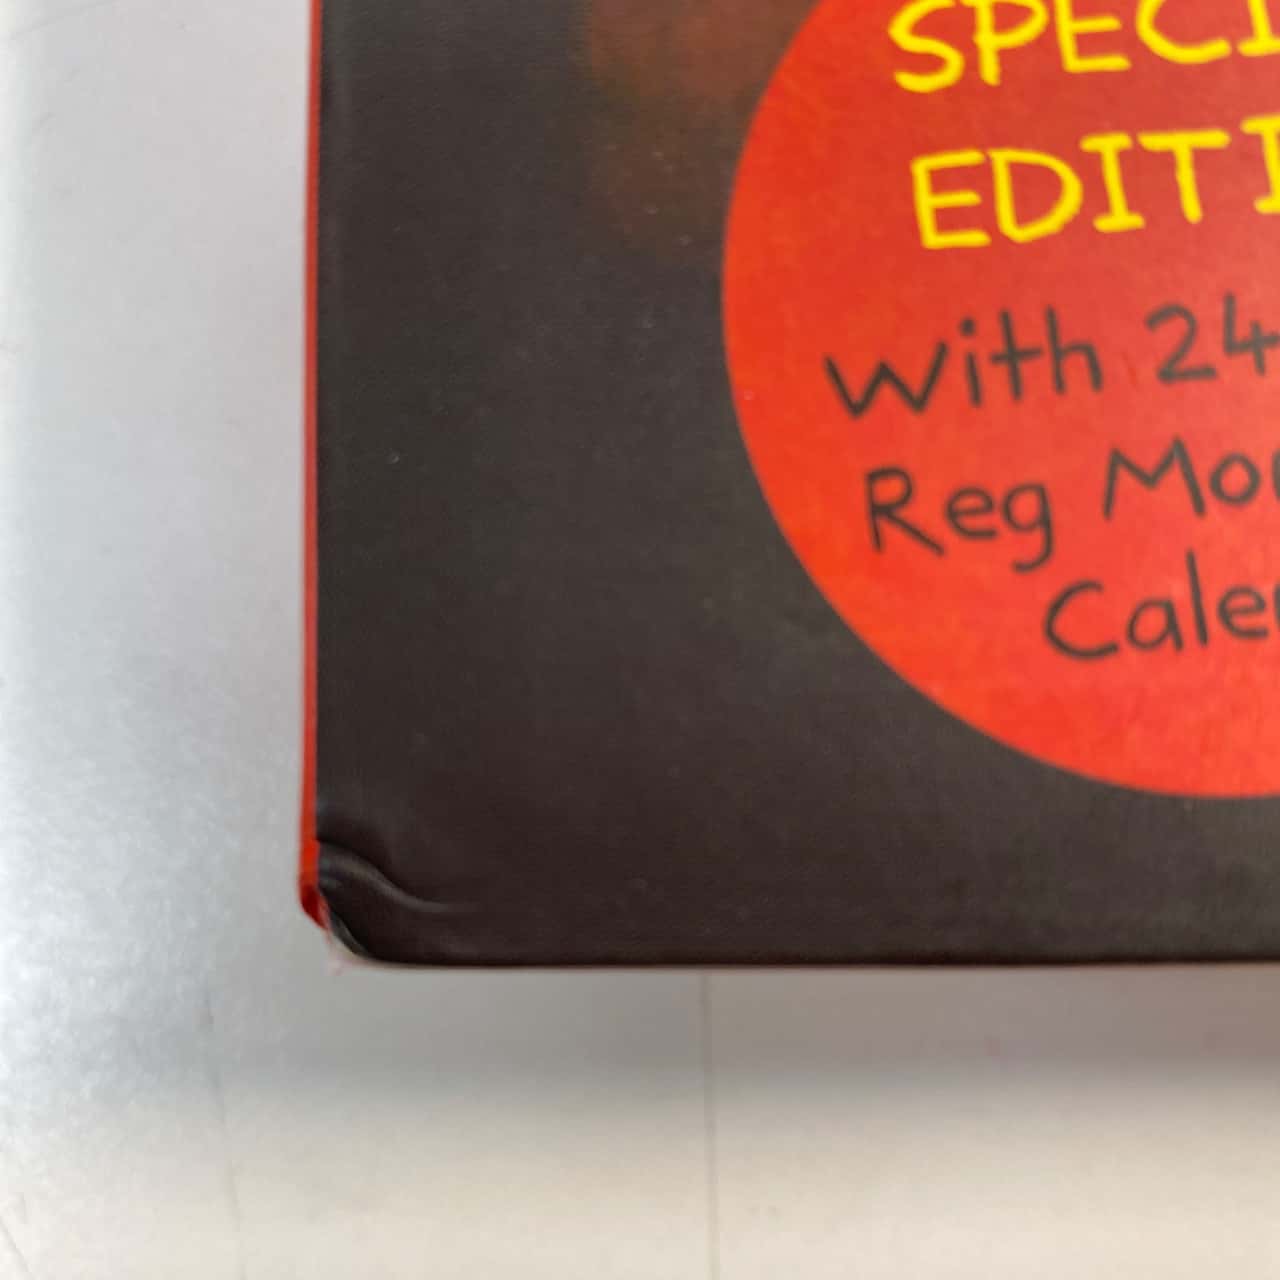 SPECI
EDITI
With 24
Reg Mo
Cale